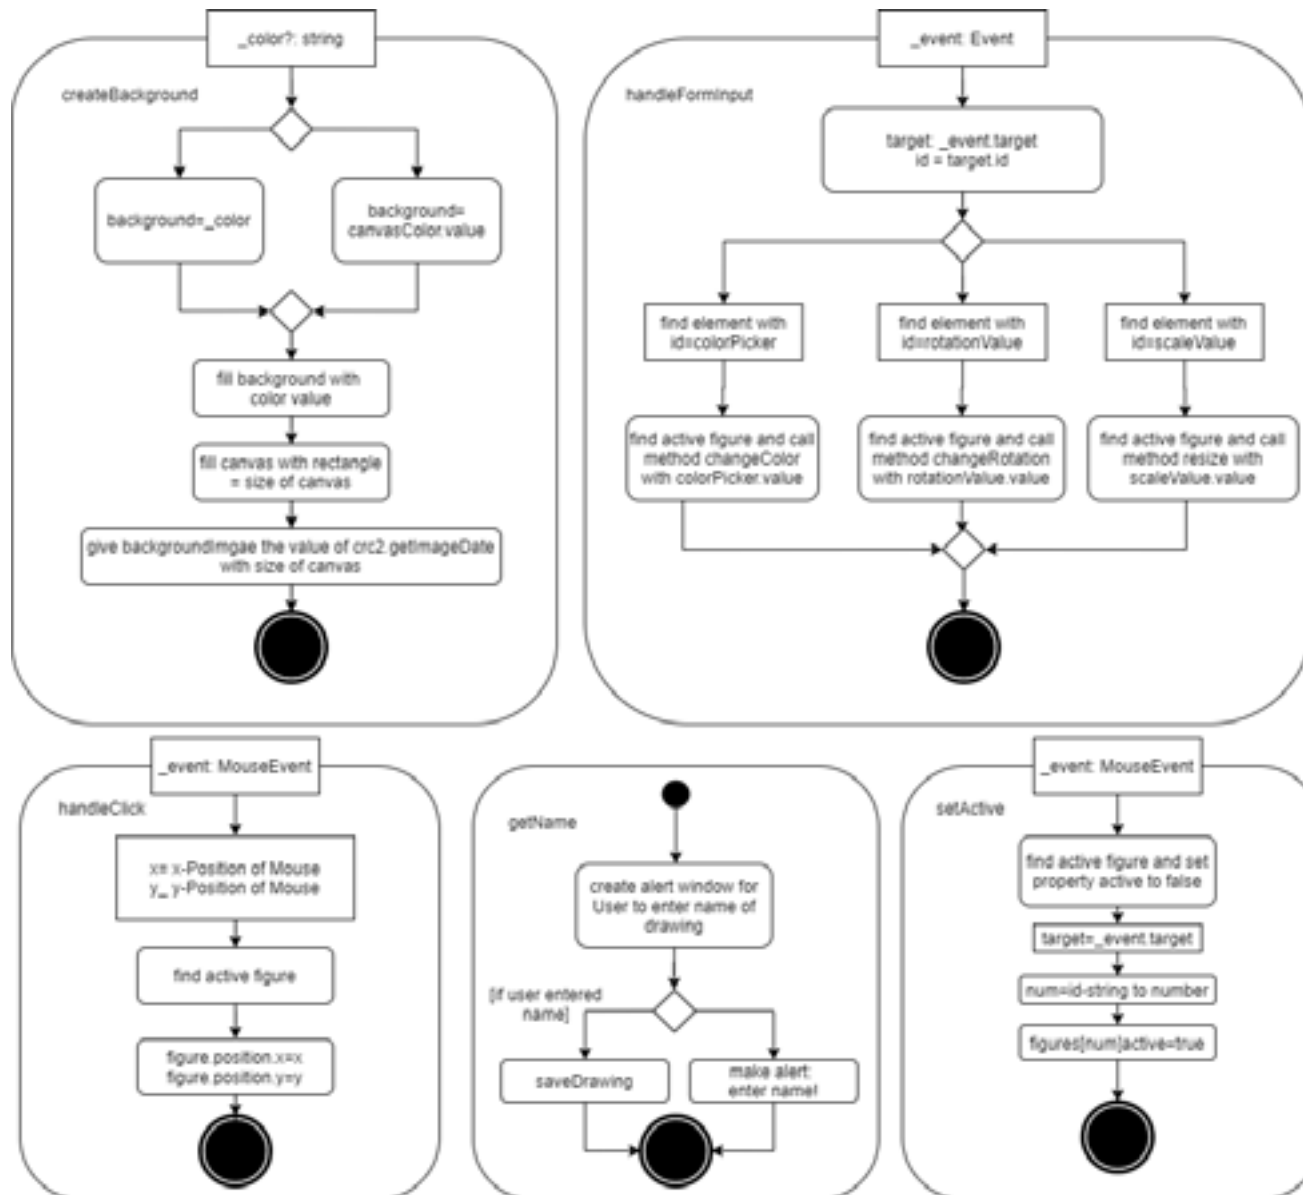 _color?: string
createBackground
background=_color
background=
canvasColor.value
fill background with
color value
fill canvas with rectangle
= size of canvas
give backgroundImgae the value of crc2.getImageDate
with size of canvas
_event: Event
handleFormInput
target: _event.target
id = target.id
find element with
id=colorPicker
find element with
id=rotationValue
find element with
id=scaleValue
find active figure and call
method changeColor
with colorPicker.value
find active figure and call
method changeRotation
with rotationValue.value
find active figure and call
method resize with
scaleValue.value
_event: MouseEvent
handleClick
x= x-Position of Mouse
y_ y-Position of Mouse
find active figure
figure.position.x=x
figure.position.y=y
getName
create alert window for
User to enter name of
drawing
[if user entered
name]
saveDrawing
make alert:
enter name!
_event: MouseEvent
setActive
find active figure and set
property active to false
target=_event.target
num=id-string to number
figures[num]active=true